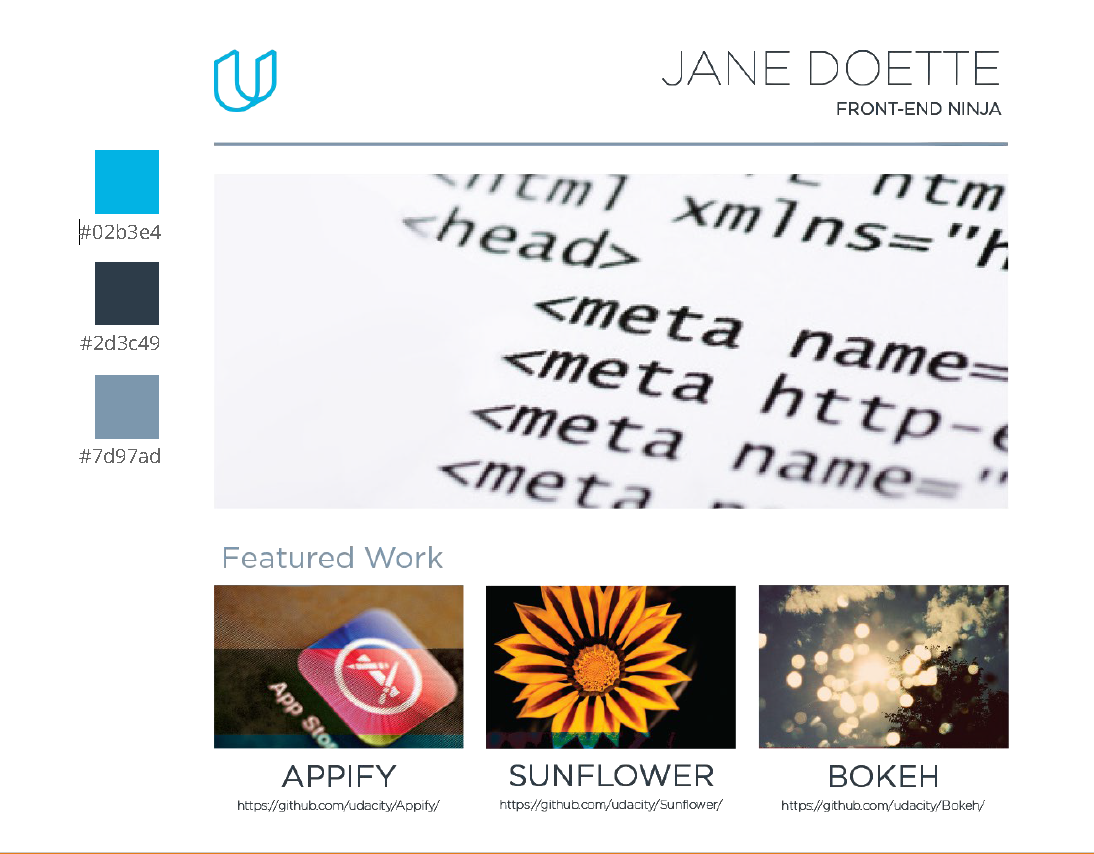 JANE DOETTE
FRONT-END NINJA
#02b3e4
#2d3c49
#7d97ad
<html
htm
xmlns="h
<head>
<meta name=
<meta http-e
<meta name="
<meta
Featured Work
App Stor
APPIFY
https://github.com/udacity/Appify/
SUNFLOWER
https://github.com/udacity/Sunflower/
BOKEH
https://github.com/udacity/Bokeh/